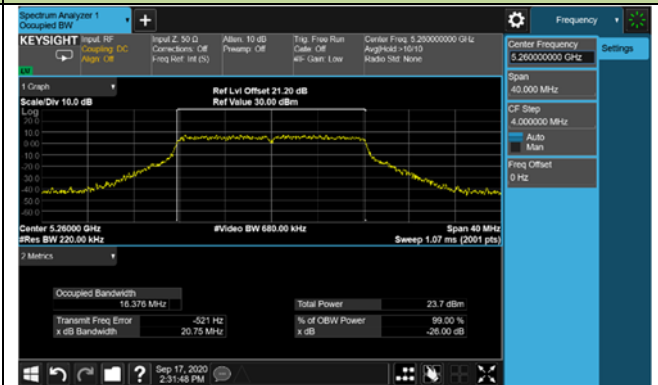 Spectrum Analyzer 1
Occupied BW
+
Frequency
KEYSIGHT
Input: RF
Coupling: DC
Align: Off
Input Z: 50 Ω
Corrections: Off
Freq Ref: Int (S)
Atten: 10 dB
Preamp: Off
Trig: Free Run
Gate: Off
#IF Gain: Low
Center Freq: 5.260000000 GHz
Avg|Hold:>10/10
Radio Std: None
Center Frequency
5.260000000 GHz
Settings
Span
40.000 MHz
CF Step
4.000000 MHz
Auto
Man
Freq Offset
0 Hz
1 Graph
Scale/Div 10.0 dB
Ref Lvl Offset 21.20 dB
Ref Value 30.00 dBm
Log
20.0
10.0
0.00
-10.0
-20.0
-30.0
-40.0
-50.0
-60.0
Center 5.26000 GHz
#Res BW 220.00 kHz
#Video BW 680.00 kHz
Span 40 MHz
Sweep 1.07 ms (2001 pts)
2 Metrics
Occupied Bandwidth
16.376 MHz
Total Power 23.7 dBm
Transmit Freq Error -521 Hz
% of OBW Power 99.00 %
x dB Bandwidth 20.75 MHz
x dB -26.00 dB
?
Sep 17, 2020
2:31:48 PM